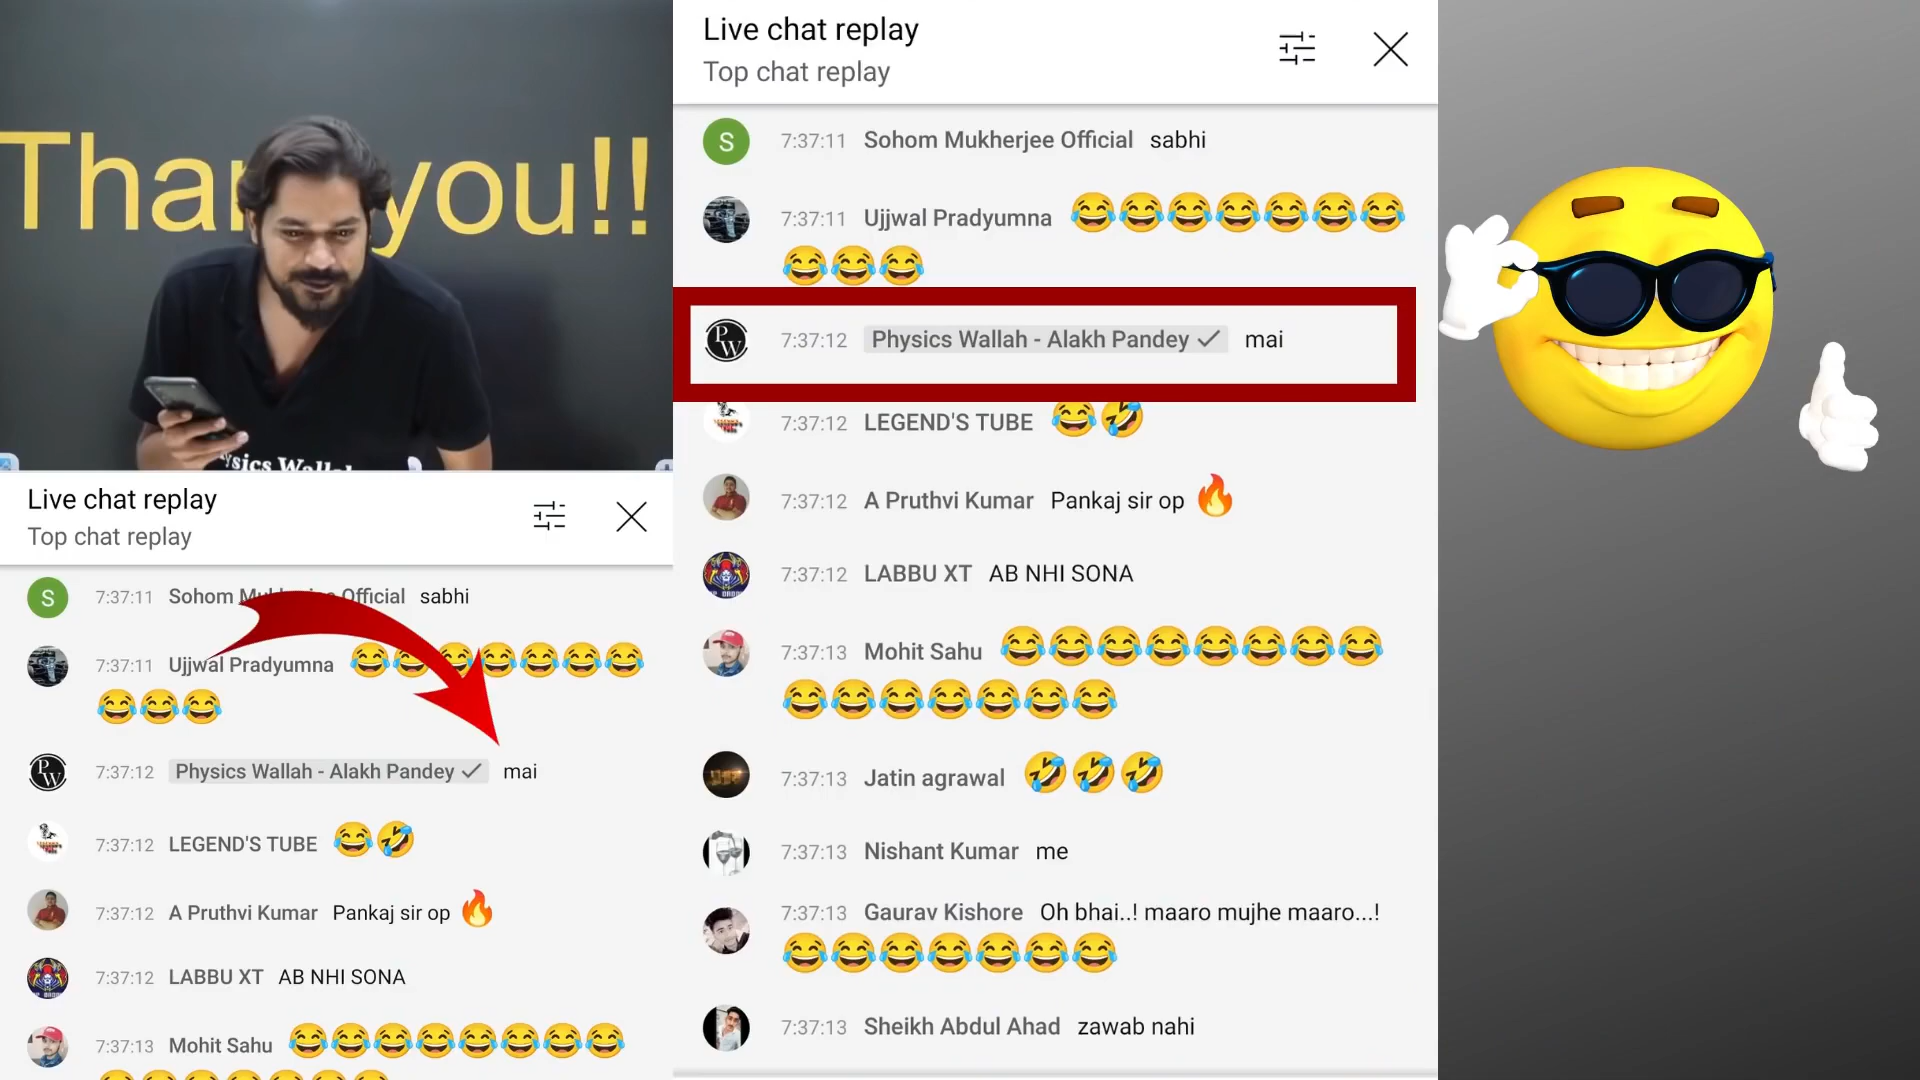 Thank you!!
Live chat replay
Top chat replay
7:37:11 Sohom Mukherjee Official sabhi
7:37:11 Ujjwal Pradyumna 😂😂😂😂😂😂😂
😂😂😂
PW 7:37:12 Physics Wallah - Alakh Pandey ✓ mai
7:37:12 LEGEND'S TUBE 😂🤣
7:37:12 A Pruthvi Kumar Pankaj sir op 🔥
7:37:12 LABBU XT AB NHI SONA
7:37:13 Mohit Sahu 😂😂😂😂😂😂😂😂
Live chat replay
Top chat replay
S 7:37:11 Sohom Mukherjee Official sabhi
7:37:11 Ujjwal Pradyumna 😂😂😂😂😂😂😂
😂😂😂
PW 7:37:12 Physics Wallah - Alakh Pandey ✓ mai
7:37:12 LEGEND'S TUBE 😂🤣
7:37:12 A Pruthvi Kumar Pankaj sir op 🔥
7:37:12 LABBU XT AB NHI SONA
7:37:13 Mohit Sahu 😂😂😂😂😂😂😂😂
😂😂😂😂😂😂😂
7:37:13 Jatin agrawal 🤣🤣🤣
7:37:13 Nishant Kumar me
7:37:13 Gaurav Kishore Oh bhai..! maaro mujhe maaro...!
😂😂😂😂😂😂😂
7:37:13 Sheikh Abdul Ahad zawab nahi